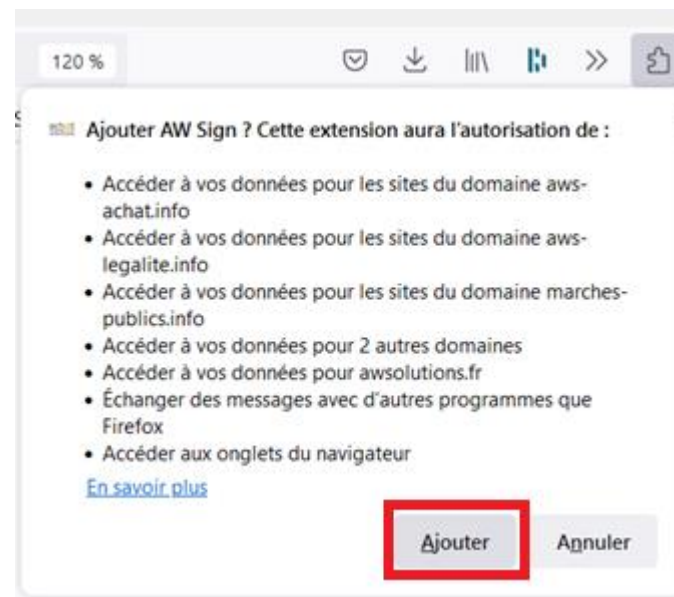 120 %
Ajouter AW Sign ? Cette extension aura l'autorisation de :
• Accéder à vos données pour les sites du domaine aws-
achat.info
• Accéder à vos données pour les sites du domaine aws-
legalite.info
• Accéder à vos données pour les sites du domaine marches-
publics.info
• Accéder à vos données pour 2 autres domaines
• Accéder à vos données pour awsolutions.fr
• Échanger des messages avec d'autres programmes que
Firefox
• Accéder aux onglets du navigateur
En savoir plus
Ajouter Annuler